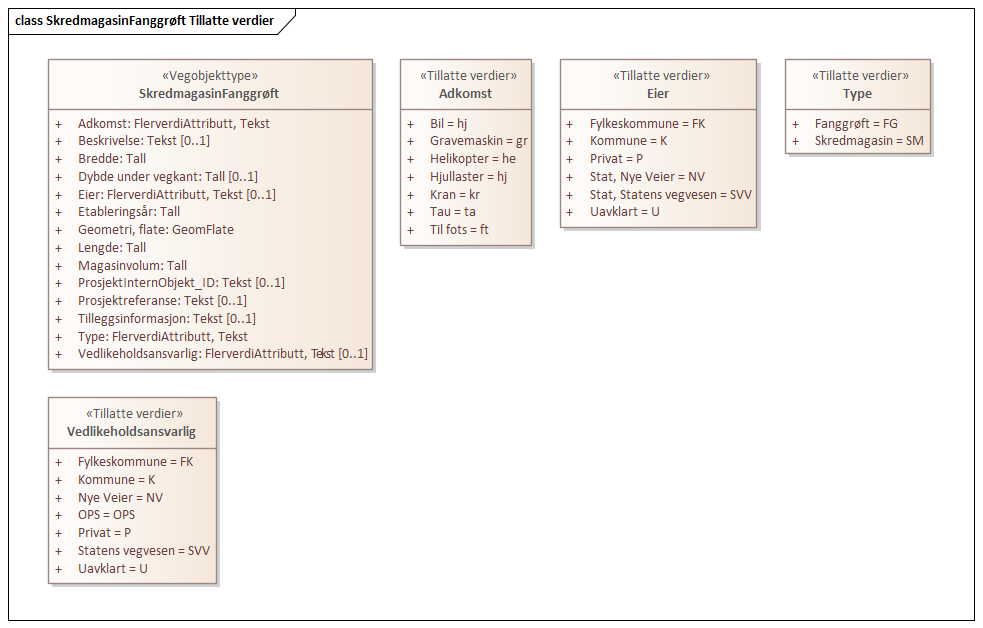 class SkredmagasinFanggrøft Tillatte verdier
«Vegobjekttype»
SkredmagasinFanggrøft
+ Adkomst: FlerverdiAttributt, Tekst
+ Beskrivelse: Tekst [0..1]
+ Bredde: Tall
+ Dybde under vegkant: Tall [0..1]
+ Eier: FlerverdiAttributt, Tekst [0..1]
+ Etableringsår: Tall
+ Geometri, flate: GeomFlate
+ Lengde: Tall
+ Magasinvolum: Tall
+ ProsjektInternObjekt_ID: Tekst [0..1]
+ Prosjektreferanse: Tekst [0..1]
+ Tilleggsinformasjon: Tekst [0..1]
+ Type: FlerverdiAttributt, Tekst
+ Vedlikeholdsansvarlig: FlerverdiAttributt, Tekst [0..1]
«Tillatte verdier»
Adkomst
+ Bil = hj
+ Gravemaskin = gr
+ Helikopter = he
+ Hjullaster = hj
+ Kran = kr
+ Tau = ta
+ Til fots = ft
«Tillatte verdier»
Eier
+ Fylkeskommune = FK
+ Kommune = K
+ Privat = P
+ Stat, Nye Veier = NV
+ Stat, Statens vegvesen = SVV
+ Uavklart = U
«Tillatte verdier»
Type
+ Fanggrøft = FG
+ Skredmagasin = SM
«Tillatte verdier»
Vedlikeholdsansvarlig
+ Fylkeskommune = FK
+ Kommune = K
+ Nye Veier = NV
+ OPS = OPS
+ Privat = P
+ Statens vegvesen = SVV
+ Uavklart = U